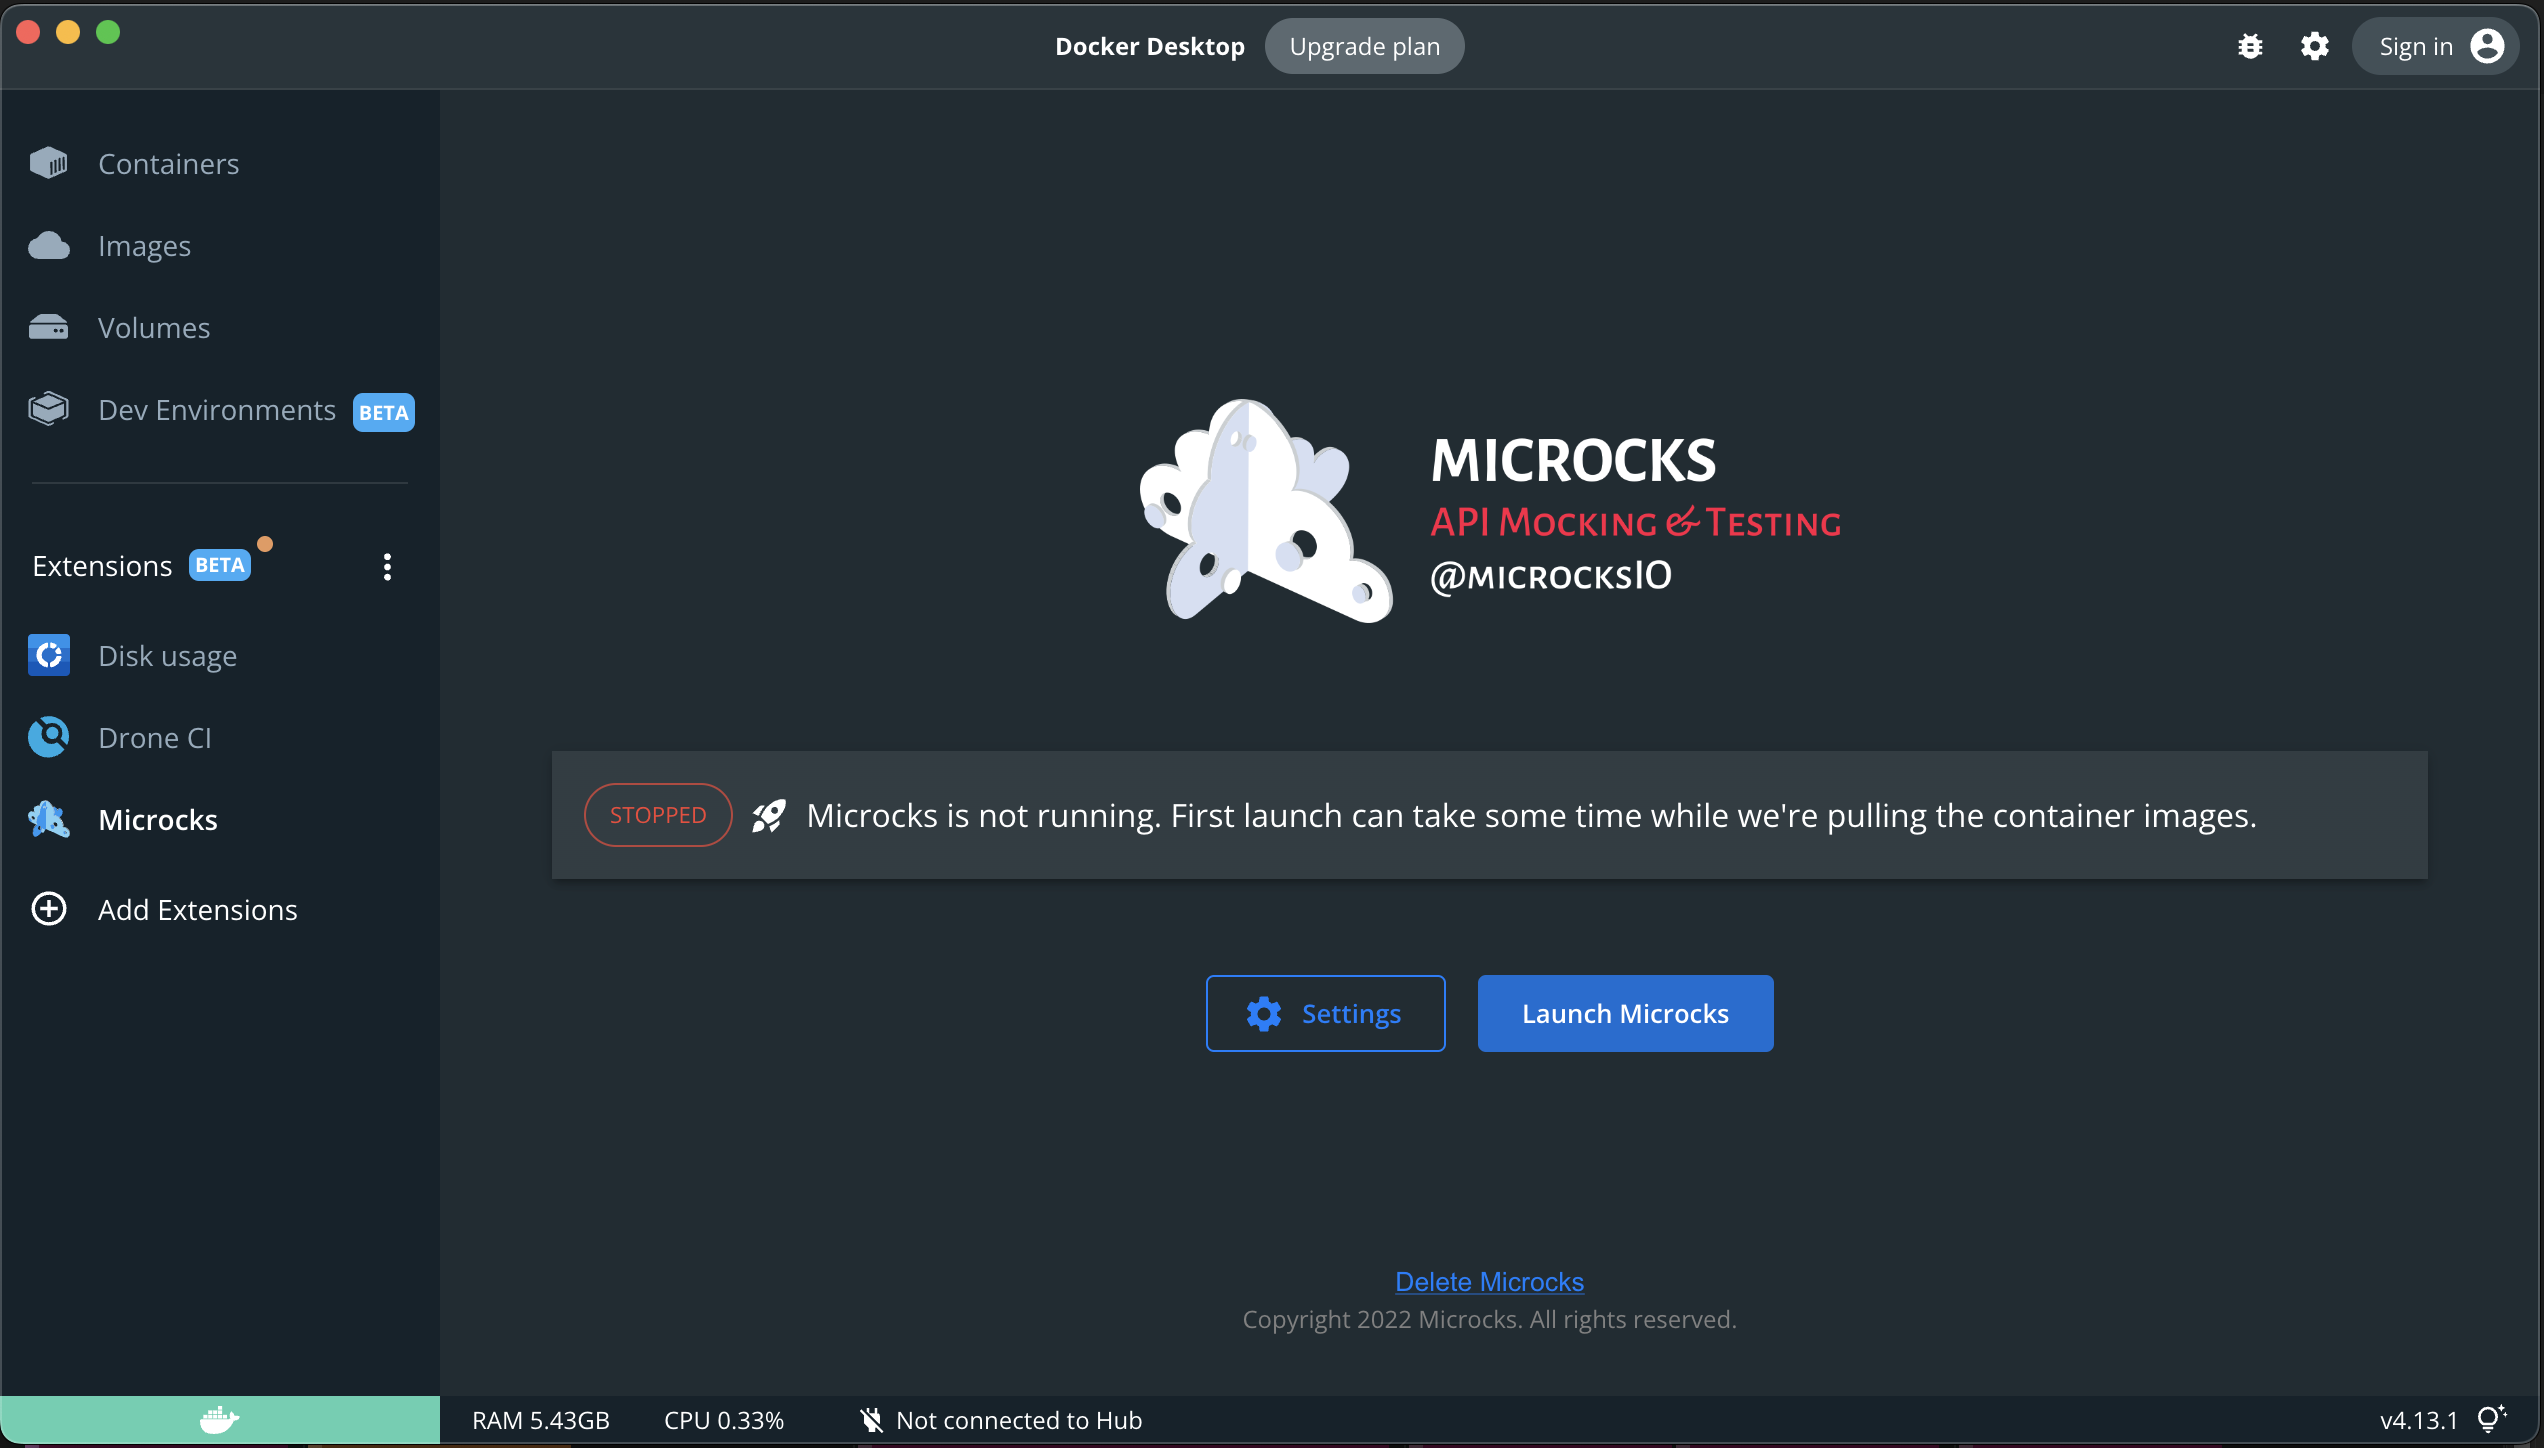 Docker Desktop Upgrade plan
Sign in
Containers
Images
Volumes
Dev Environments BETA
Extensions BETA
Disk usage
Drone CI
Microcks
Add Extensions
MICROCKS
API Mocking & Testing
@microcksIO
STOPPED Microcks is not running. First launch can take some time while we're pulling the container images.
Settings Launch Microcks
Delete Microcks
Copyright 2022 Microcks. All rights reserved.
RAM 5.43GB CPU 0.33% Not connected to Hub v4.13.1